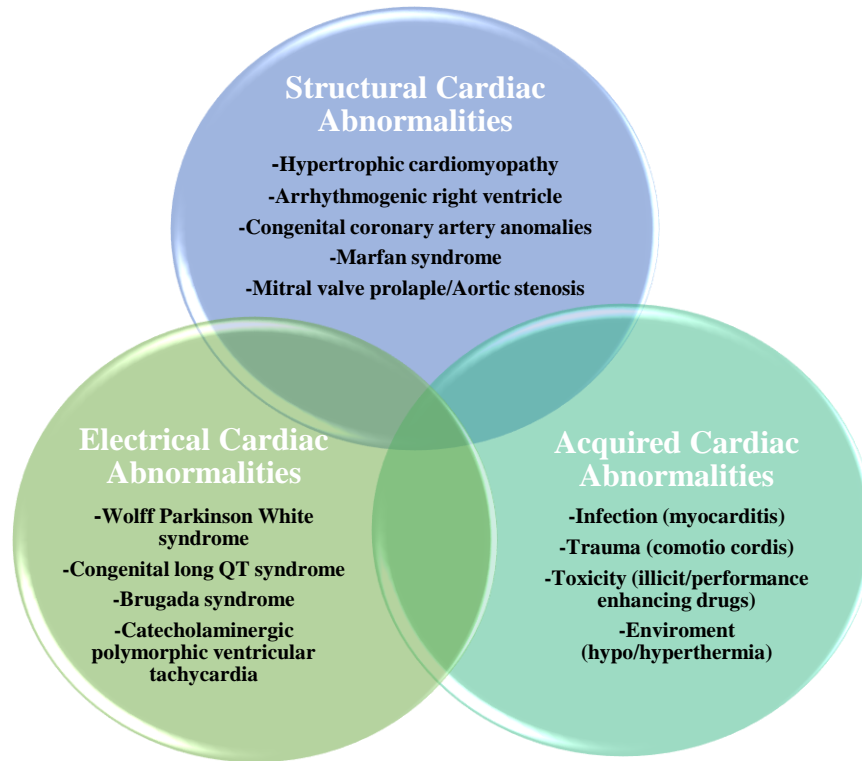 Structural Cardiac
Abnormalities
-Hypertrophic cardiomyopathy
-Arrhythmogenic right ventricle
-Congenital coronary artery anomalies
-Marfan syndrome
-Mitral valve prolaple/Aortic stenosis
Electrical Cardiac
Abnormalities
-Wolff Parkinson White
syndrome
-Congenital long QT syndrome
-Brugada syndrome
-Catecholaminergic
polymorphic ventricular
tachycardia
Acquired Cardiac
Abnormalities
-Infection (myocarditis)
-Trauma (comotio cordis)
-Toxicity (illicit/performance
enhancing drugs)
-Enviroment
(hypo/hyperthermia)